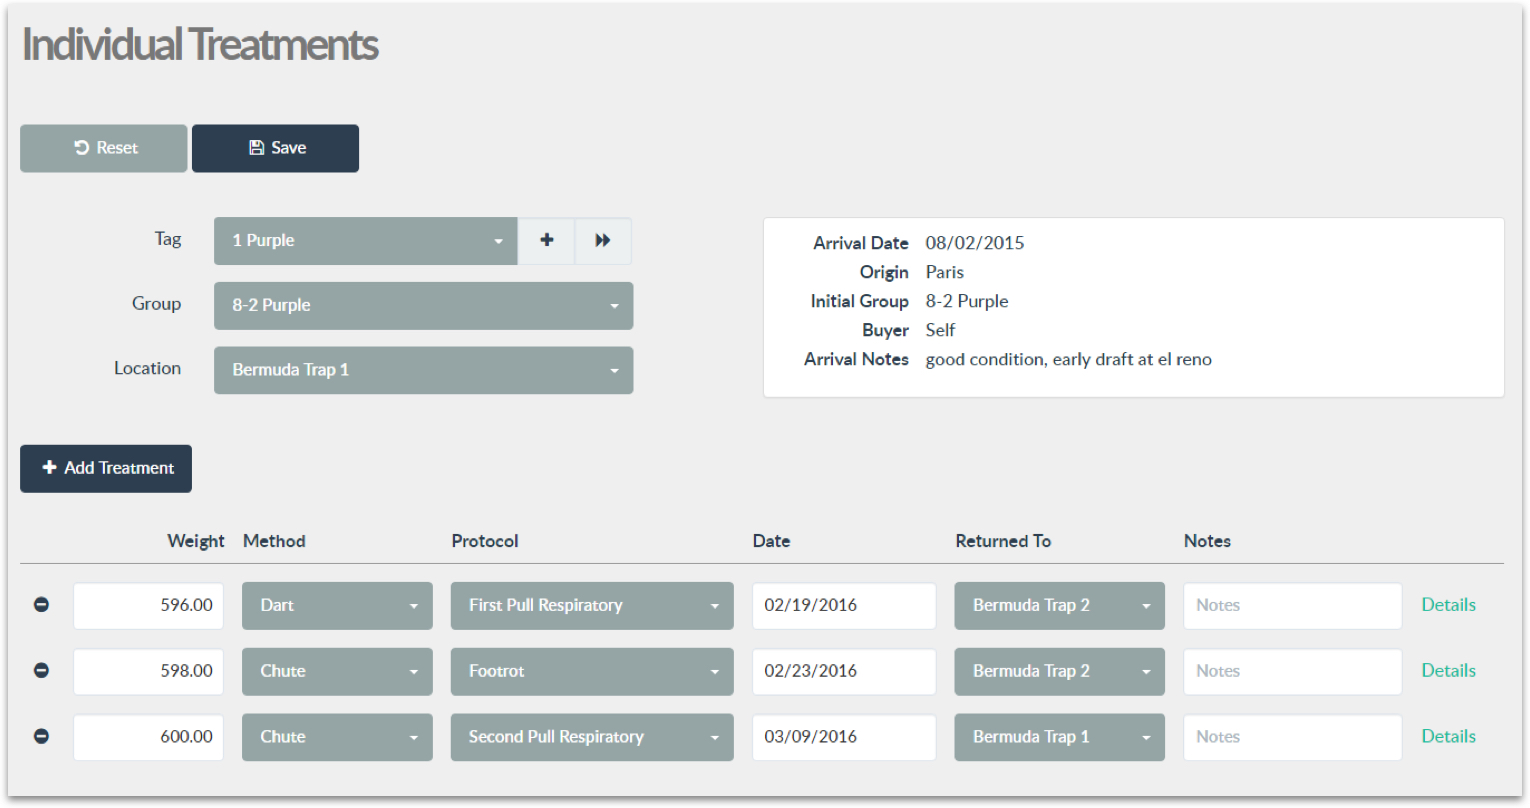 Individual Treatments
Reset Save
Tag 1 Purple
Group 8-2 Purple
Location Bermuda Trap 1
Arrival Date 08/02/2015
Origin Paris
Initial Group 8-2 Purple
Buyer Self
Arrival Notes good condition, early draft at el reno
Add Treatment
Weight Method Protocol Date Returned To Notes
596.00 Dart First Pull Respiratory 02/19/2016 Bermuda Trap 2 Notes Details
598.00 Chute Footrot 02/23/2016 Bermuda Trap 2 Notes Details
600.00 Chute Second Pull Respiratory 03/09/2016 Bermuda Trap 1 Notes Details